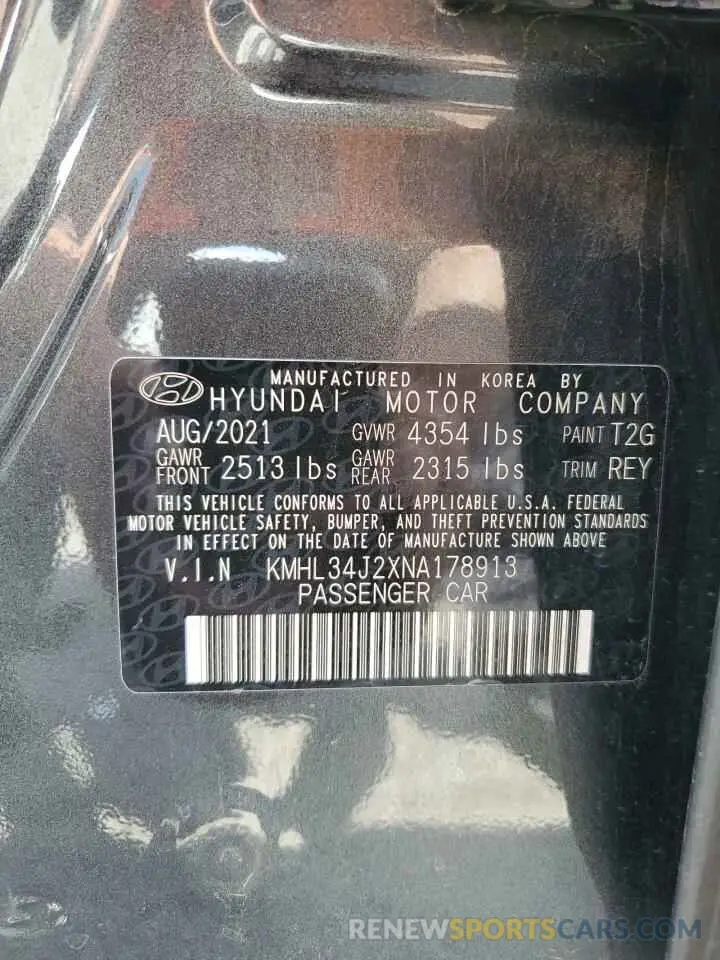 MANUFACTURED IN KOREA BY
HYUNDAI MOTOR COMPANY
AUG/2021 GVWR 4354 lbs PAINT T2G
GAWR FRONT 2513 lbs GAWR REAR 2315 lbs TRIM REY
THIS VEHICLE CONFORMS TO ALL APPLICABLE U.S.A. FEDERAL
MOTOR VEHICLE SAFETY, BUMPER, AND THEFT PREVENTION STANDARDS
IN EFFECT ON THE DATE OF MANUFACTURE SHOWN ABOVE
V.I.N KMHL34J2XNA178913
PASSENGER CAR
RENEWSPORTSCARS.COM